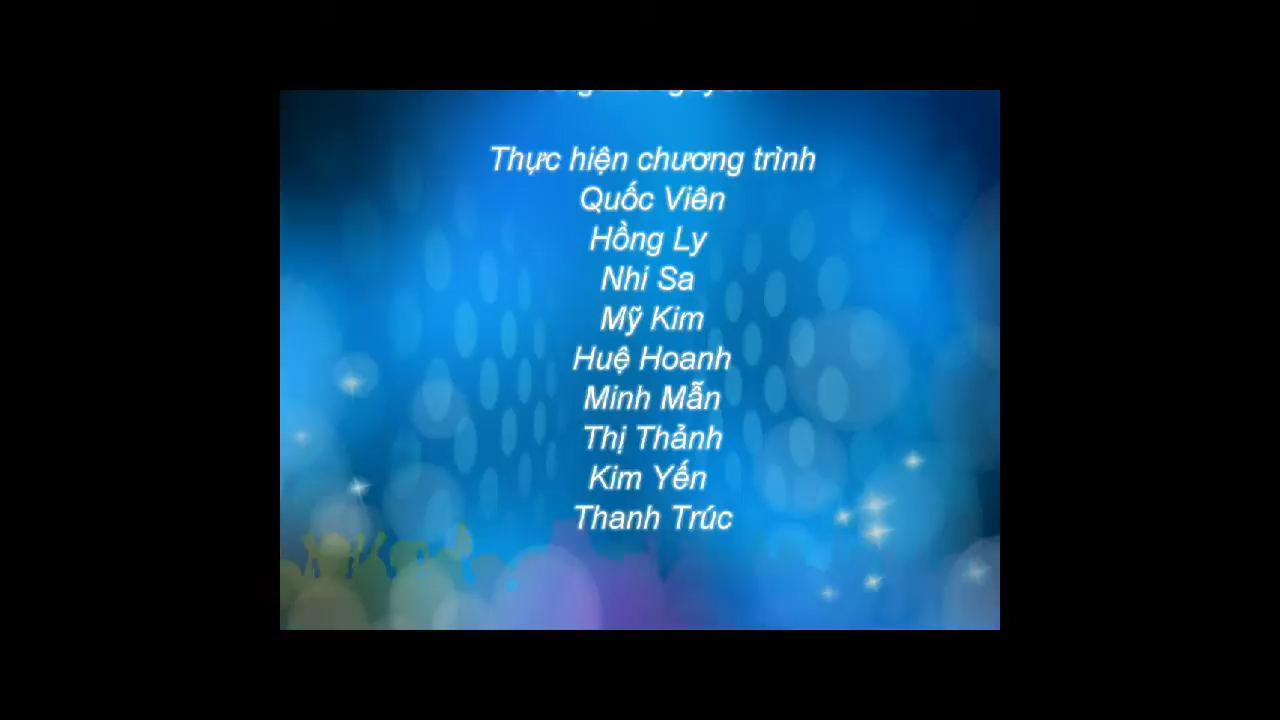 Thực hiện chương trình
Quốc Viên
Hồng Ly
Nhi Sa
Mỹ Kim
Huệ Hoanh
Minh Mẫn
Thị Thảnh
Kim Yến
Thanh Trúc